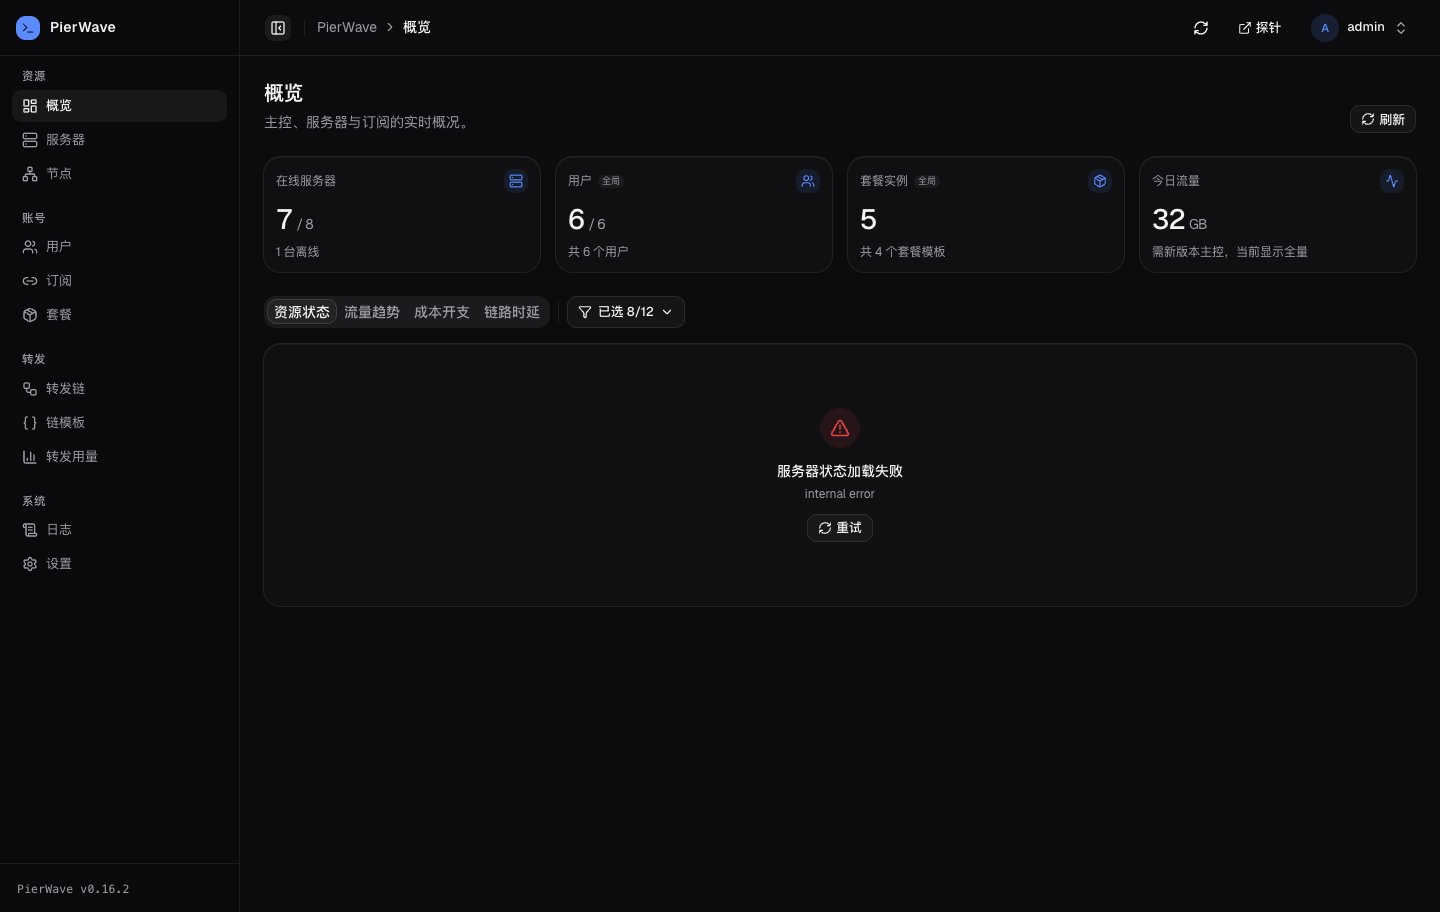 PierWave
PierWave > 概览
探针
A
admin
资源
概览
服务器
节点
账号
用户
订阅
套餐
转发
转发链
链模板
转发用量
系统
日志
设置
PierWave v0.16.2
概览
主控、服务器与订阅的实时概况。
刷新
在线服务器
7 / 8
1 台离线
用户 全局
6 / 6
共 6 个用户
套餐实例 全局
5
共 4 个套餐模板
今日流量
32 GB
需新版本主控，当前显示全量
资源状态 流量趋势 成本开支 链路时延 已选 8/12
服务器状态加载失败
internal error
重试